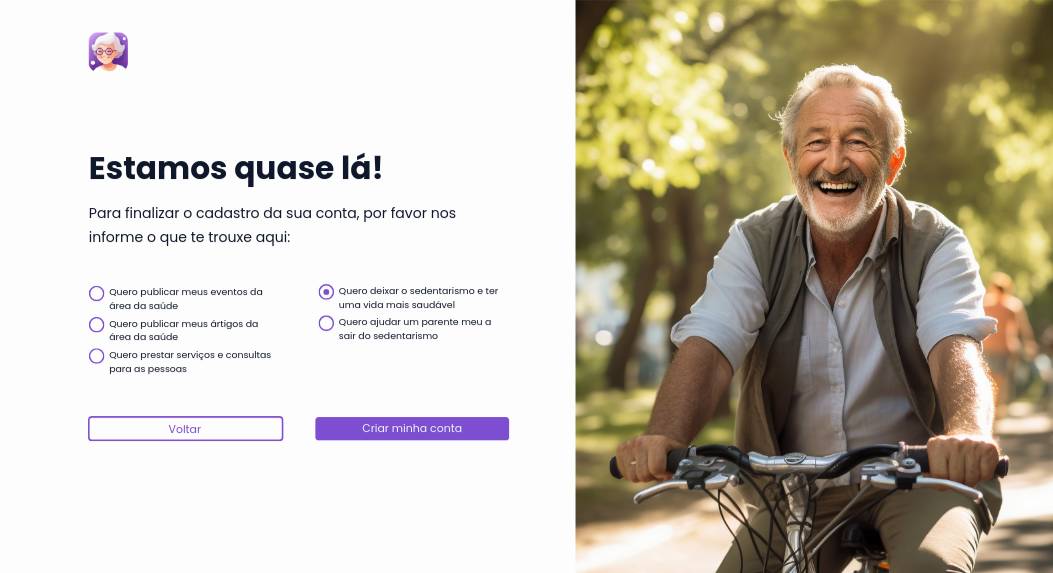 Estamos quase lá!
Para finalizar o cadastro da sua conta, por favor nos
informe o que te trouxe aqui:
Quero publicar meus eventos da
área da saúde
Quero publicar meus ártigos da
área da saúde
Quero prestar serviços e consultas
para as pessoas
Quero deixar o sedentarismo e ter
uma vida mais saudável
Quero ajudar um parente meu a
sair do sedentarismo
Voltar
Criar minha conta